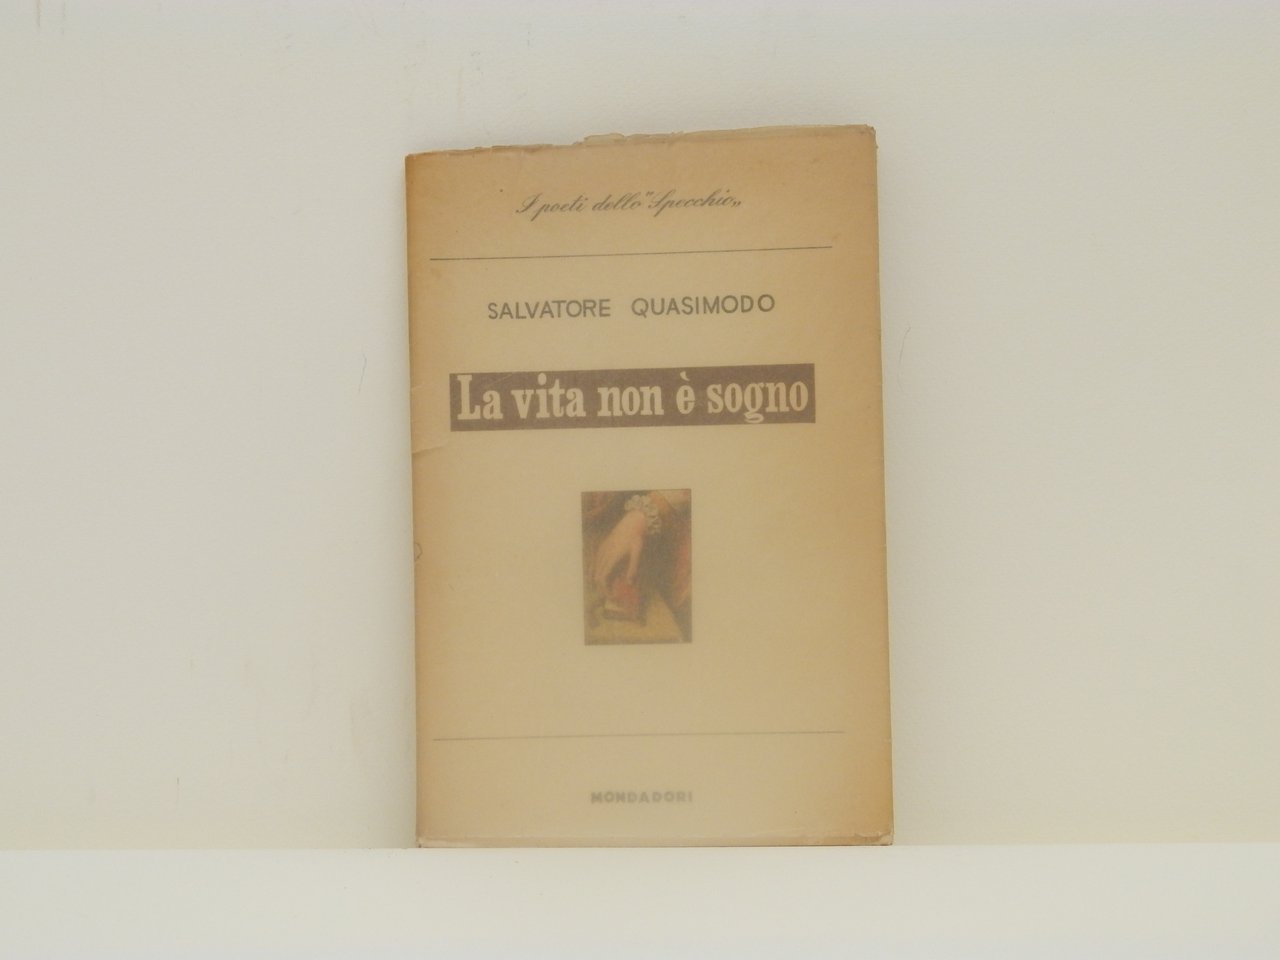 I poeti dello "Specchio„
SALVATORE QUASIMODO
La vita non è sogno
MONDADORI